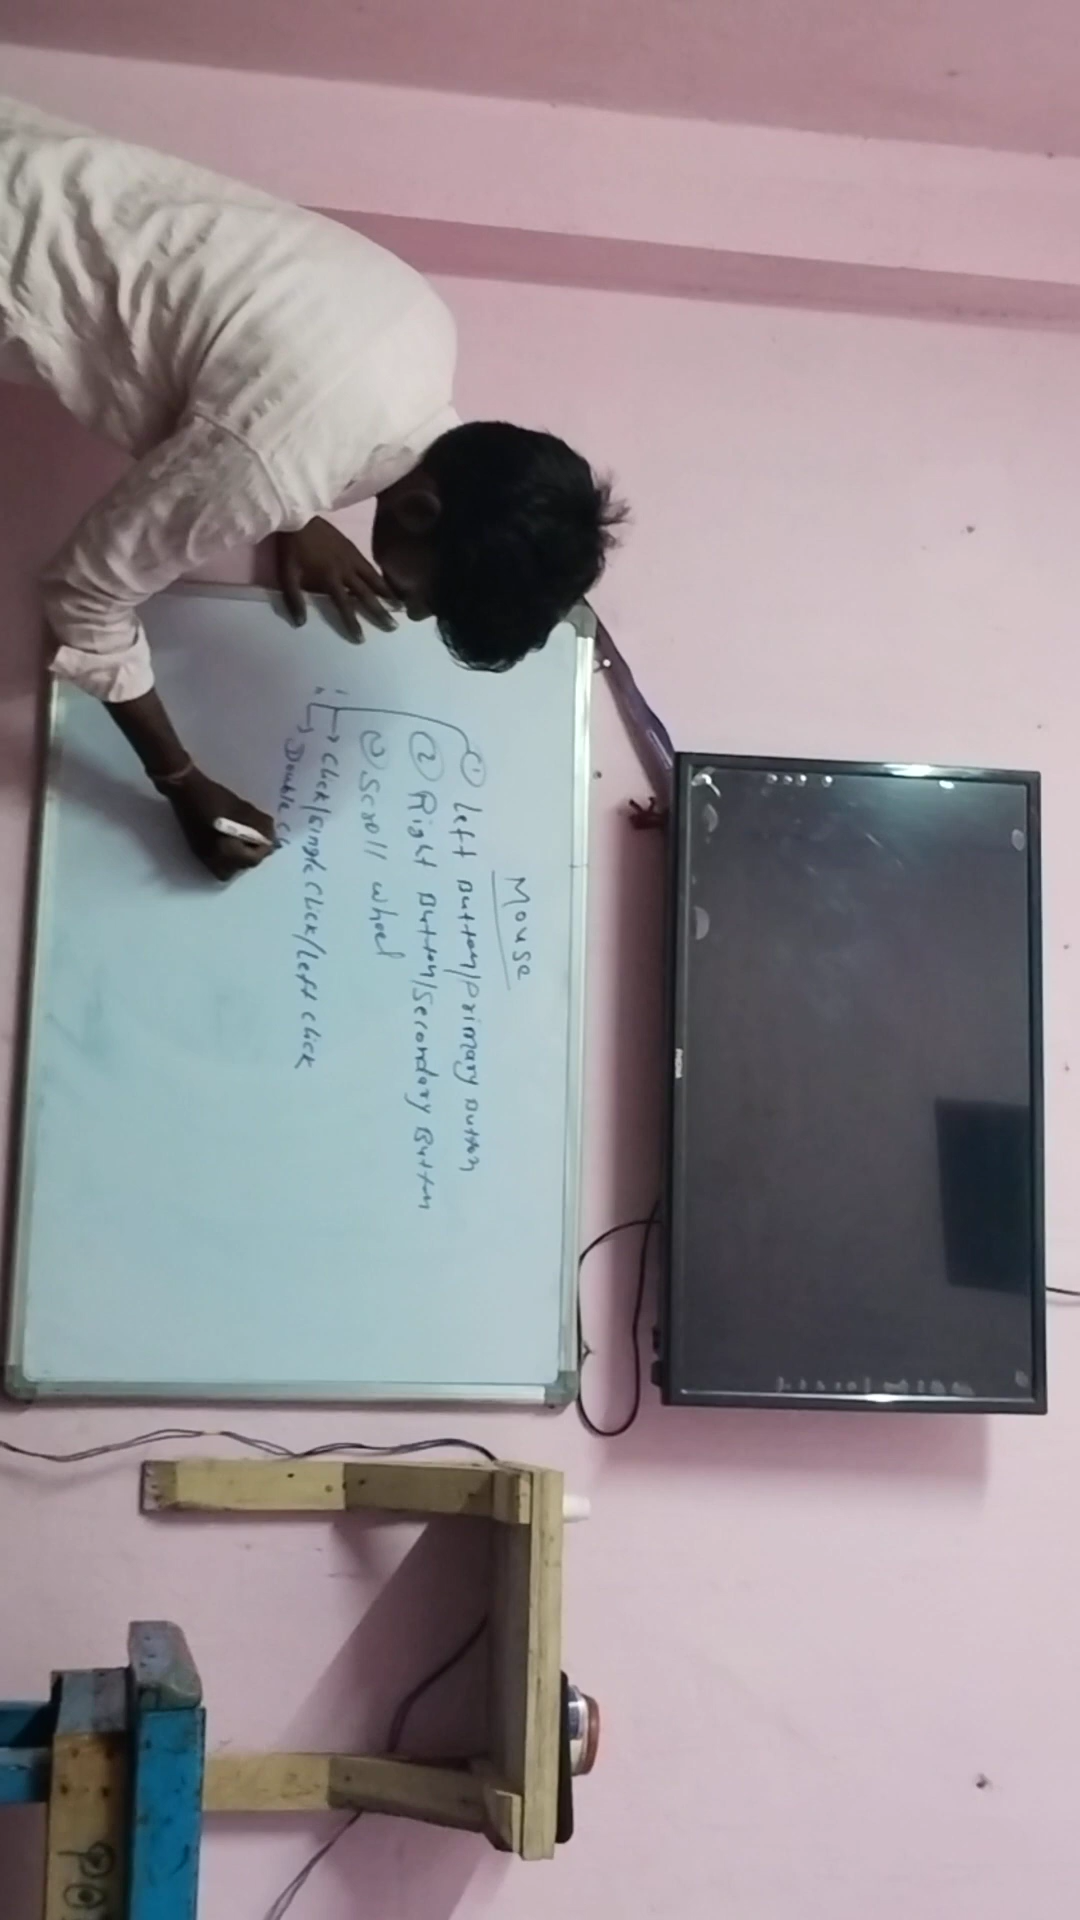 Mouse
① Left Button/Primary Button
② Right Button/Secondary Button
③ Scroll wheel
→ Click/Single Click/Left Click
→ Double